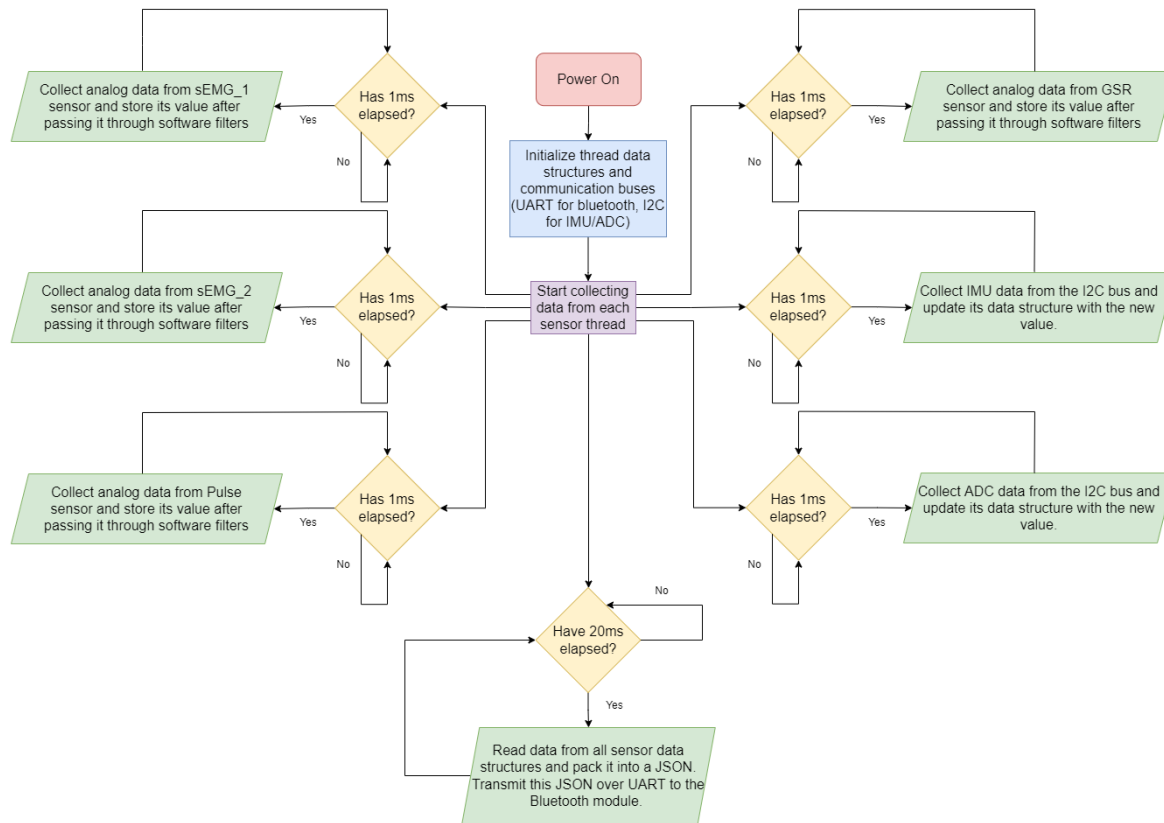 Power On
Initialize thread data
structures and
communication buses
(UART for bluetooth, I2C
for IMU/ADC)
Start collecting
data from each
sensor thread
Collect analog data from sEMG_1
sensor and store its value after
passing it through software filters
Yes
Has 1ms
elapsed?
No
Collect analog data from sEMG_2
sensor and store its value after
passing it through software filters
Yes
Has 1ms
elapsed?
No
Collect analog data from Pulse
sensor and store its value after
passing it through software filters
Yes
Has 1ms
elapsed?
No
Has 1ms
elapsed?
Yes
No
Collect analog data from GSR
sensor and store its value after
passing it through software filters
Has 1ms
elapsed?
Yes
No
Collect IMU data from the I2C bus and
update its data structure with the new
value.
Has 1ms
elapsed?
Yes
No
Collect ADC data from the I2C bus and
update its data structure with the new
value.
No
Have 20ms
elapsed?
Yes
Read data from all sensor data
structures and pack it into a JSON.
Transmit this JSON over UART to the
Bluetooth module.